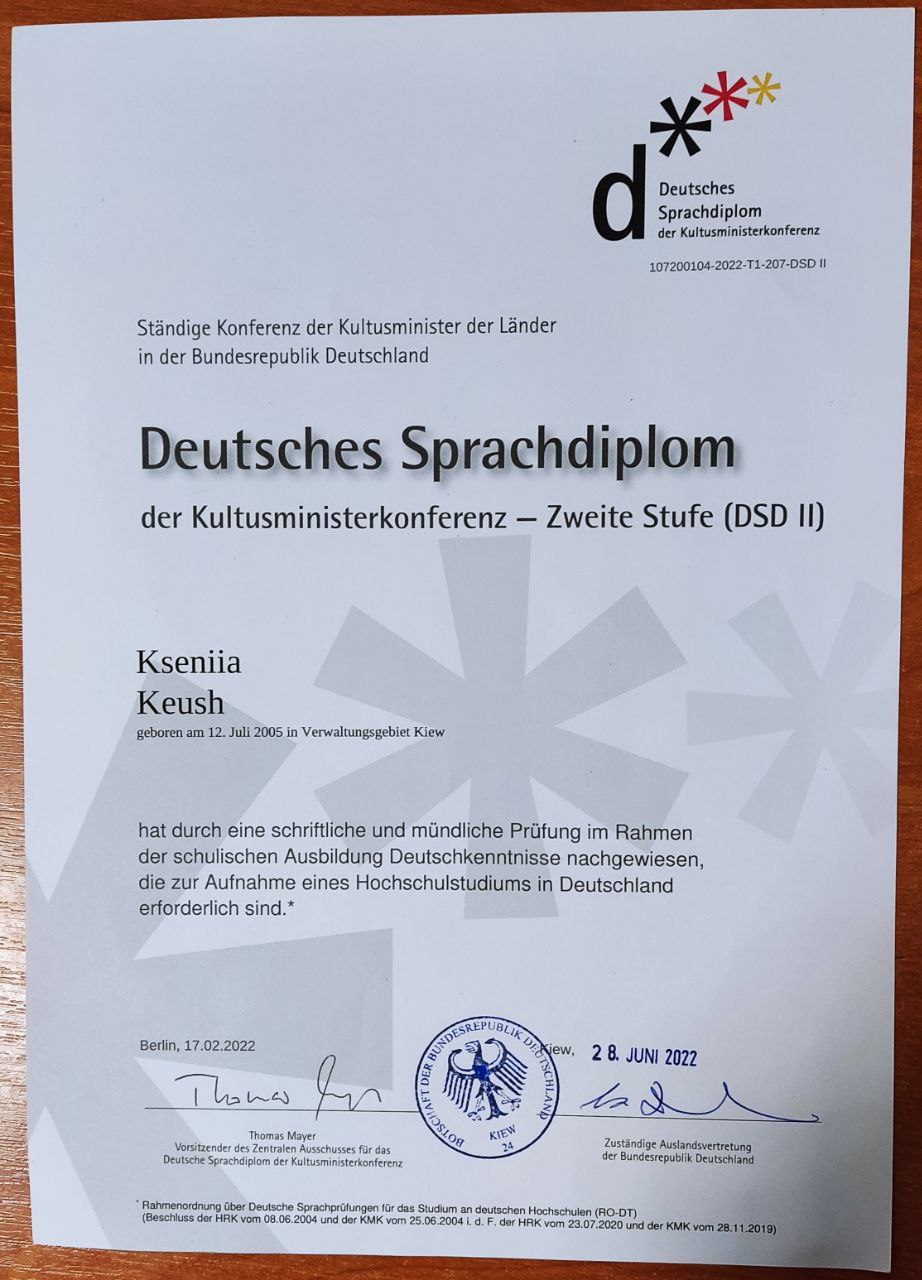 d
Deutsches
Sprachdiplom
der Kultusministerkonferenz
107200104-2022-T1-207-DSD II
Ständige Konferenz der Kultusminister der Länder
in der Bundesrepublik Deutschland
Deutsches Sprachdiplom
der Kultusministerkonferenz – Zweite Stufe (DSD II)
Kseniia
Keush
geboren am 12. Juli 2005 in Verwaltungsgebiet Kiew
hat durch eine schriftliche und mündliche Prüfung im Rahmen
der schulischen Ausbildung Deutschkenntnisse nachgewiesen,
die zur Aufnahme eines Hochschulstudiums in Deutschland
erforderlich sind.*
Berlin, 17.02.2022
Kiew, 28. JUNI 2022
BOTSCHAFT DER BUNDESREPUBLIK DEUTSCHLAND
KIEW
24
Thomas
Thomas Mayer
Vorsitzender des Zentralen Ausschusses für das
Deutsche Sprachdiplom der Kultusministerkonferenz
Zuständige Auslandsvertretung
der Bundesrepublik Deutschland
* Rahmenordnung über Deutsche Sprachprüfungen für das Studium an deutschen Hochschulen (RO-DT)
(Beschluss der HRK vom 08.06.2004 und der KMK vom 25.06.2004 i. d. F. der HRK vom 23.07.2020 und der KMK vom 28.11.2019)